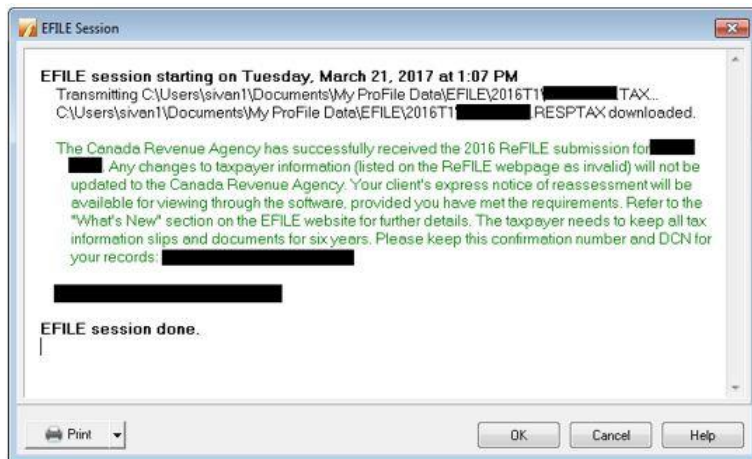 EFILE Session
EFILE session starting on Tuesday, March 21, 2017 at 1:07 PM
Transmitting C:\Users\sivan1\Documents\My ProFile Data\EFILE\2016T1\ .TAX...
C:\Users\sivan1\Documents\My ProFile Data\EFILE\2016T1\ .RESPTAX downloaded.
The Canada Revenue Agency has successfully received the 2016 ReFILE submission for
. Any changes to taxpayer information (listed on the ReFILE webpage as invalid) will not be
updated to the Canada Revenue Agency. Your client's express notice of reassessment will be
available for viewing through the software, provided you have met the requirements. Refer to the
"What's New" section on the EFILE website for further details. The taxpayer needs to keep all tax
information slips and documents for six years. Please keep this confirmation number and DCN for
your records:
EFILE session done.
Print
OK
Cancel
Help